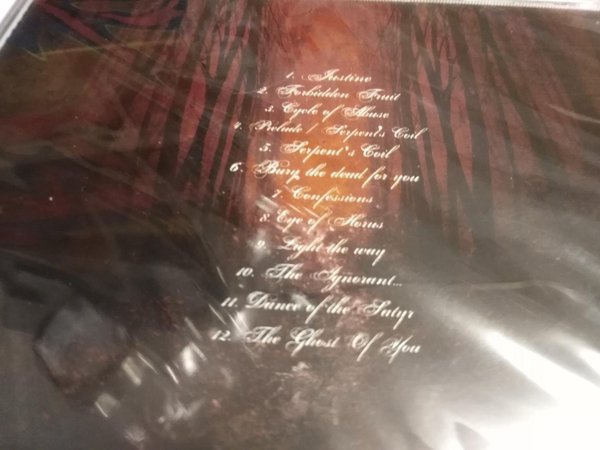 1. Justine
2. Forbidden Fruit
3. Cycle of Abuse
4. Prelude / Serpent's Coil
5. Serpent's Coil
6. Bury the dead for you
7. Confessions
8. Eye of Horus
9. Light the way
10. The Ignorant...
11. Dance of the Satyr
12. The Ghost Of You